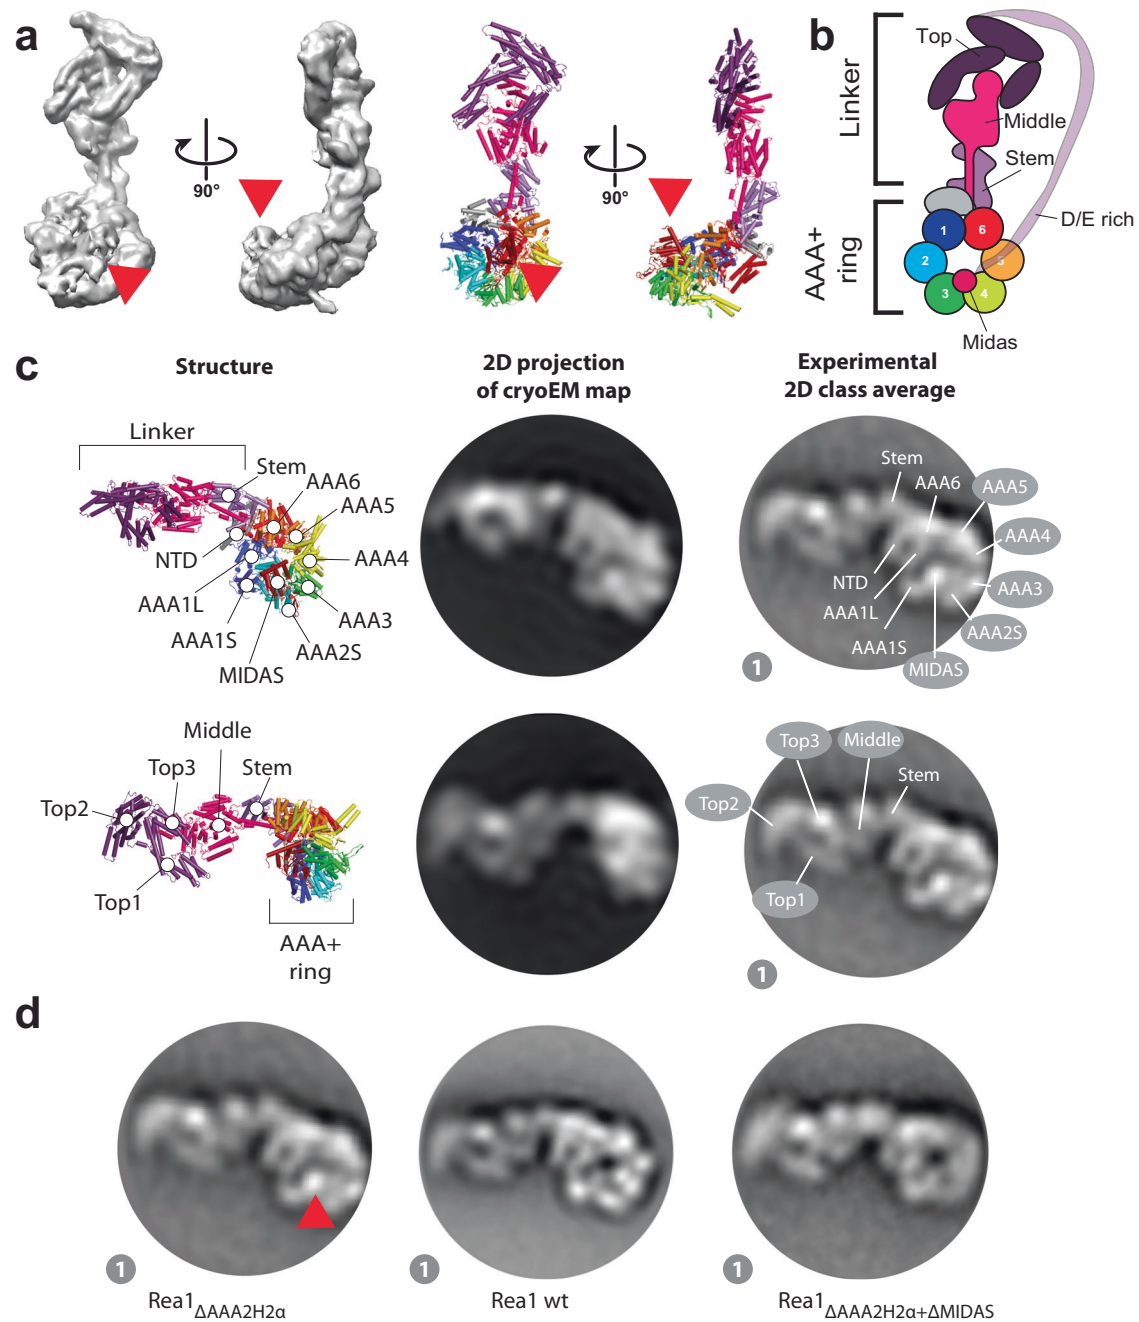 a
90°
90°
b
Linker
AAA+
ring
Top
Middle
Stem
D/E rich
1
6
2
5
3
4
Midas
c
Structure
2D projection
of cryoEM map
Experimental
2D class average
Linker
Stem
AAA6
AAA5
AAA4
NTD
AAA1L
AAA1S
MIDAS
AAA2S
AAA3
Stem
AAA6
AAA5
AAA4
NTD
AAA3
AAA1L
AAA2S
AAA1S
MIDAS
1
Middle
Top3
Stem
Top2
Top1
AAA+
ring
Top3
Middle
Stem
Top2
Top1
1
d
1
Rea1ΔAAA2H2α
1
Rea1 wt
1
Rea1ΔAAA2H2α+ΔMIDAS